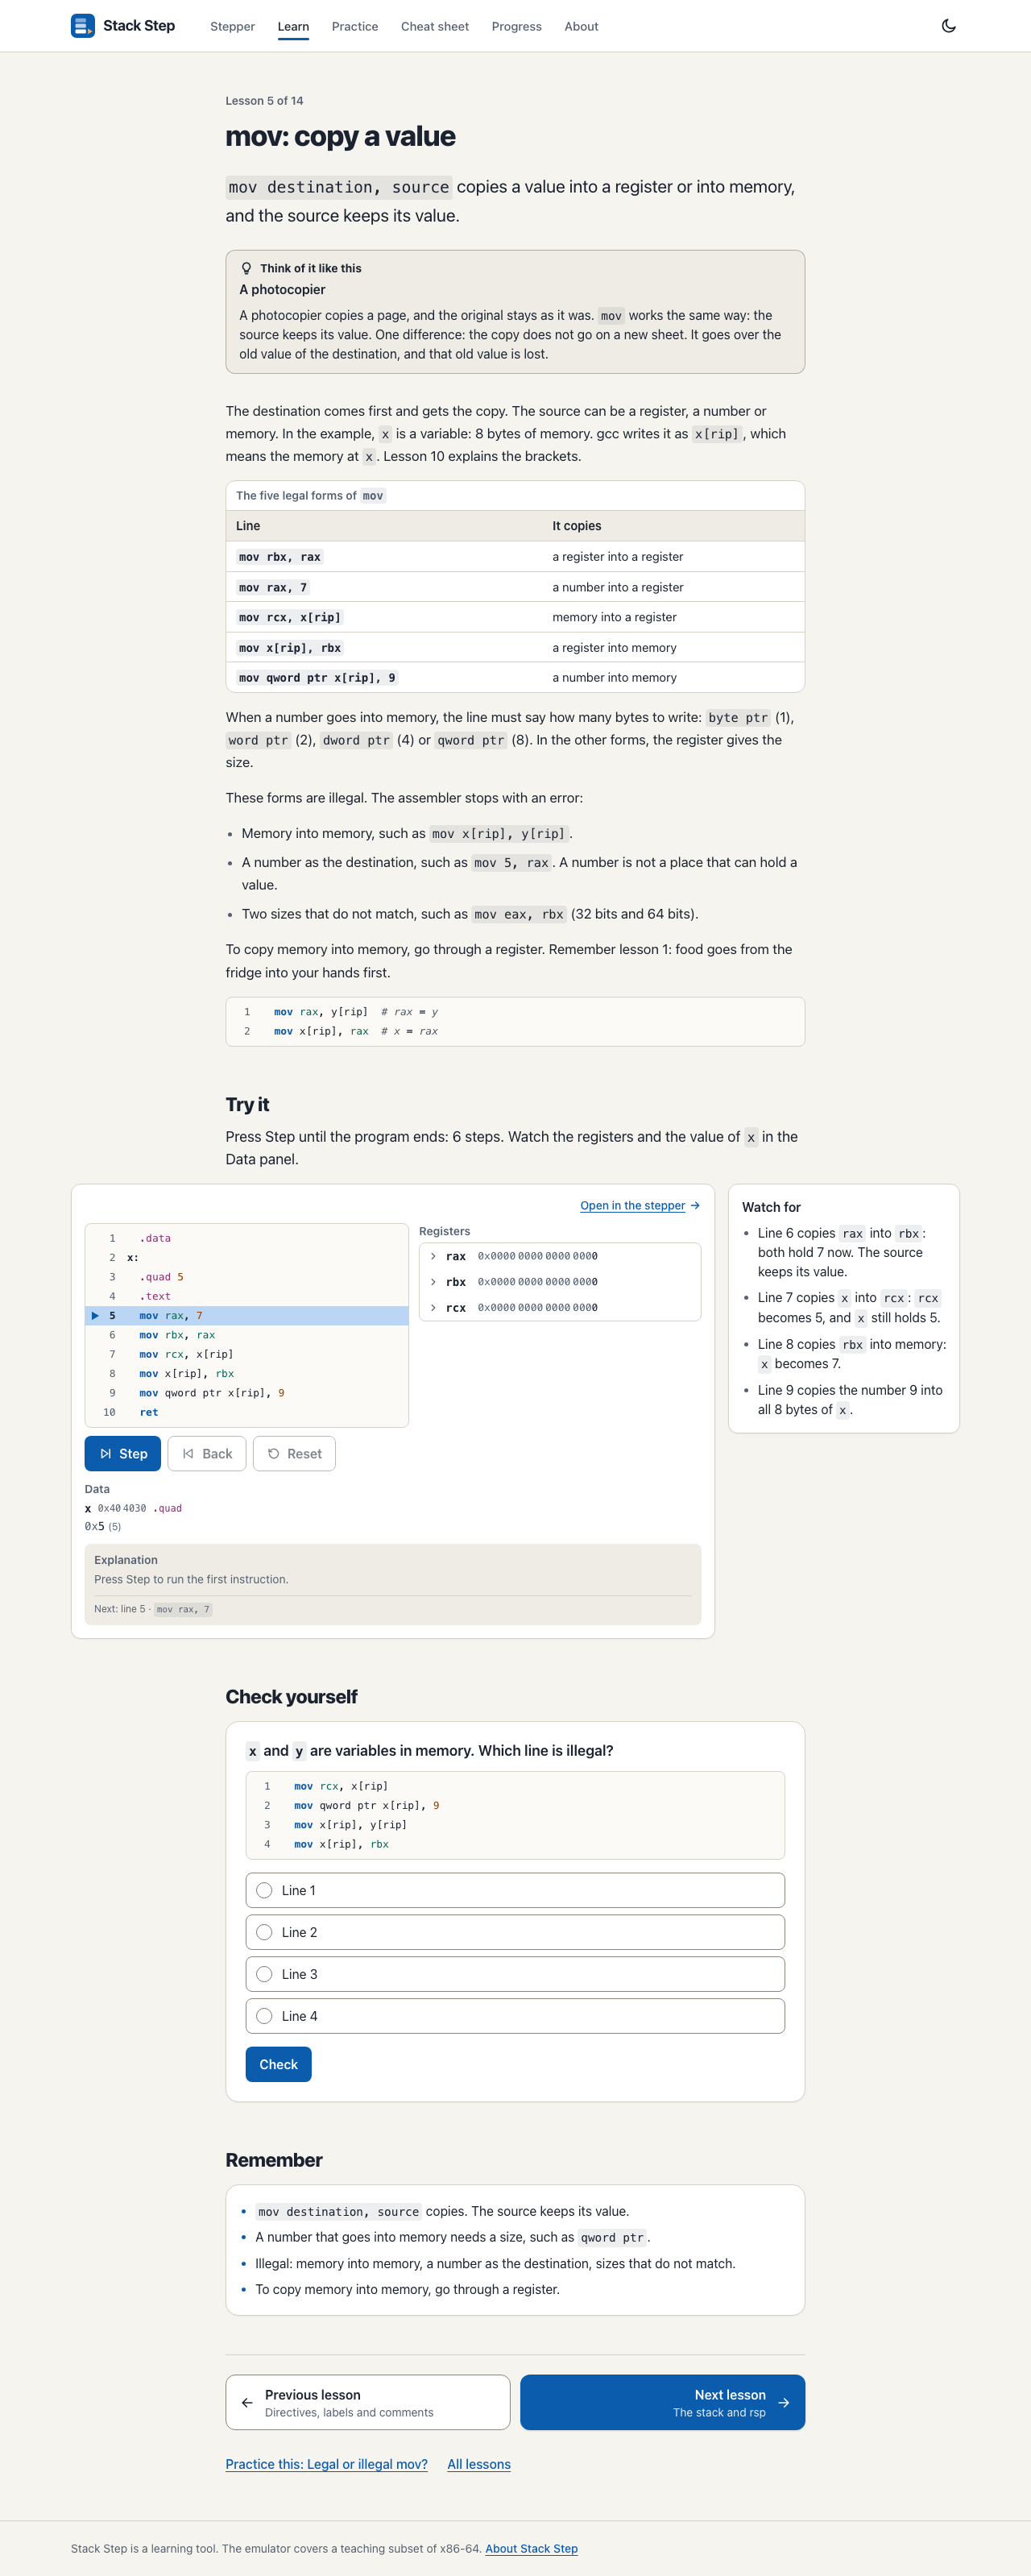 Stack Step
Stepper
Learn
Practice
Cheat sheet
Progress
About
Lesson 5 of 14
mov: copy a value
mov destination, source copies a value into a register or into memory,
and the source keeps its value.
Think of it like this
A photocopier
A photocopier copies a page, and the original stays as it was. mov works the same way: the
source keeps its value. One difference: the copy does not go on a new sheet. It goes over the
old value of the destination, and that old value is lost.
The destination comes first and gets the copy. The source can be a register, a number or
memory. In the example, x is a variable: 8 bytes of memory. gcc writes it as x[rip], which
means the memory at x. Lesson 10 explains the brackets.
The five legal forms of mov
Line It copies
mov rbx, rax a register into a register
mov rax, 7 a number into a register
mov rcx, x[rip] memory into a register
mov x[rip], rbx a register into memory
mov qword ptr x[rip], 9 a number into memory
When a number goes into memory, the line must say how many bytes to write: byte ptr (1),
word ptr (2), dword ptr (4) or qword ptr (8). In the other forms, the register gives the
size.
These forms are illegal. The assembler stops with an error:
• Memory into memory, such as mov x[rip], y[rip].
• A number as the destination, such as mov 5, rax. A number is not a place that can hold a
value.
• Two sizes that do not match, such as mov eax, rbx (32 bits and 64 bits).
To copy memory into memory, go through a register. Remember lesson 1: food goes from the
fridge into your hands first.
1 mov rax, y[rip] # rax = y
2 mov x[rip], rax # x = rax
Try it
Press Step until the program ends: 6 steps. Watch the registers and the value of x in the
Data panel.
Open in the stepper →
1 .data
2 x:
3 .quad 5
4 .text
5 mov rax, 7
6 mov rbx, rax
7 mov rcx, x[rip]
8 mov x[rip], rbx
9 mov qword ptr x[rip], 9
10 ret
Registers
rax 0x0000 0000 0000 0000
rbx 0x0000 0000 0000 0000
rcx 0x0000 0000 0000 0000
Step
Back
Reset
Data
x 0x40 4030 .quad
0x5 (5)
Explanation
Press Step to run the first instruction.
Next: line 5 · mov rax, 7
Watch for
• Line 6 copies rax into rbx:
both hold 7 now. The source
keeps its value.
• Line 7 copies x into rcx: rcx
becomes 5, and x still holds 5.
• Line 8 copies rbx into memory:
x becomes 7.
• Line 9 copies the number 9 into
all 8 bytes of x.
Check yourself
x and y are variables in memory. Which line is illegal?
1 mov rcx, x[rip]
2 mov qword ptr x[rip], 9
3 mov x[rip], y[rip]
4 mov x[rip], rbx
Line 1
Line 2
Line 3
Line 4
Check
Remember
• mov destination, source copies. The source keeps its value.
• A number that goes into memory needs a size, such as qword ptr.
• Illegal: memory into memory, a number as the destination, sizes that do not match.
• To copy memory into memory, go through a register.
← Previous lesson
Directives, labels and comments
Next lesson →
The stack and rsp
Practice this: Legal or illegal mov?
All lessons
Stack Step is a learning tool. The emulator covers a teaching subset of x86-64. About Stack Step